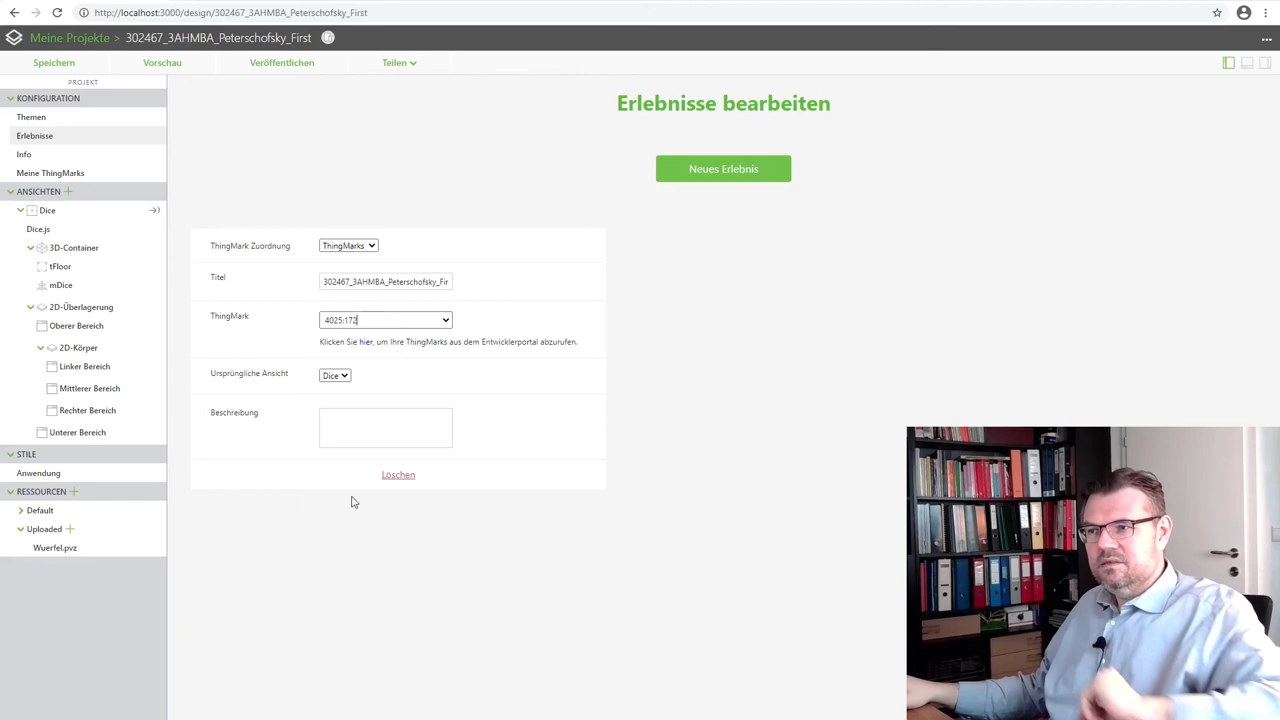 http://localhost:3000/design/302467_3AHMBA_Peterschofsky_First
Meine Projekte > 302467_3AHMBA_Peterschofsky_First
Speichern Vorschau Veröffentlichen Teilen
PROJEKT
KONFIGURATION
Themen
Erlebnisse
Info
Meine ThingMarks
ANSICHTEN
Dice
Dice.js
3D-Container
tFloor
mDice
2D-Überlagerung
Oberer Bereich
2D-Körper
Linker Bereich
Mittlerer Bereich
Rechter Bereich
Unterer Bereich
STILE
Anwendung
RESSOURCEN
Default
Uploaded
Wuerfel.pvz
Erlebnisse bearbeiten
Neues Erlebnis
ThingMark Zuordnung ThingMarks
Titel 302467_3AHMBA_Peterschofsky_Fir
ThingMark 4025:172
Klicken Sie hier, um Ihre ThingMarks aus dem Entwicklerportal abzurufen.
Ursprüngliche Ansicht Dice
Beschreibung
Löschen